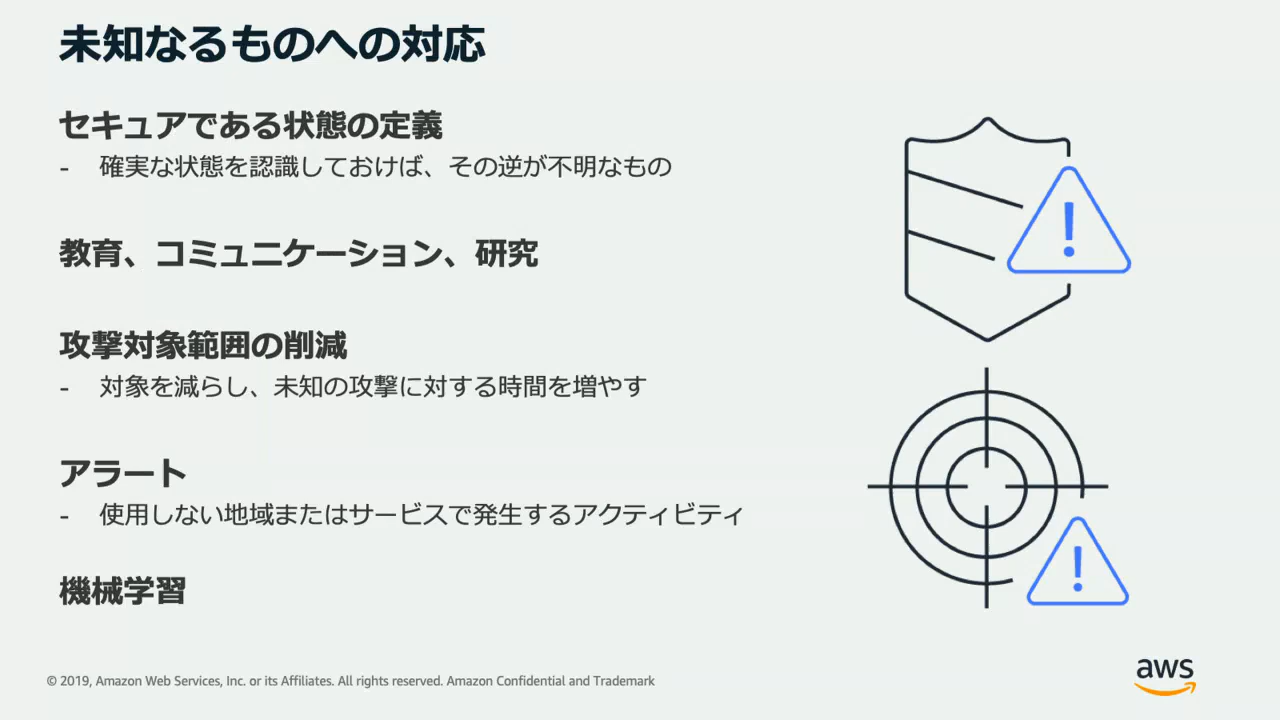 未知なるものへの対応
セキュアである状態の定義
- 確実な状態を認識しておけば、その逆が不明なもの
教育、コミュニケーション、研究
攻撃対象範囲の削減
- 対象を減らし、未知の攻撃に対する時間を増やす
アラート
- 使用しない地域またはサービスで発生するアクティビティ
機械学習
© 2019, Amazon Web Services, Inc. or its Affiliates. All rights reserved. Amazon Confidential and Trademark
aws